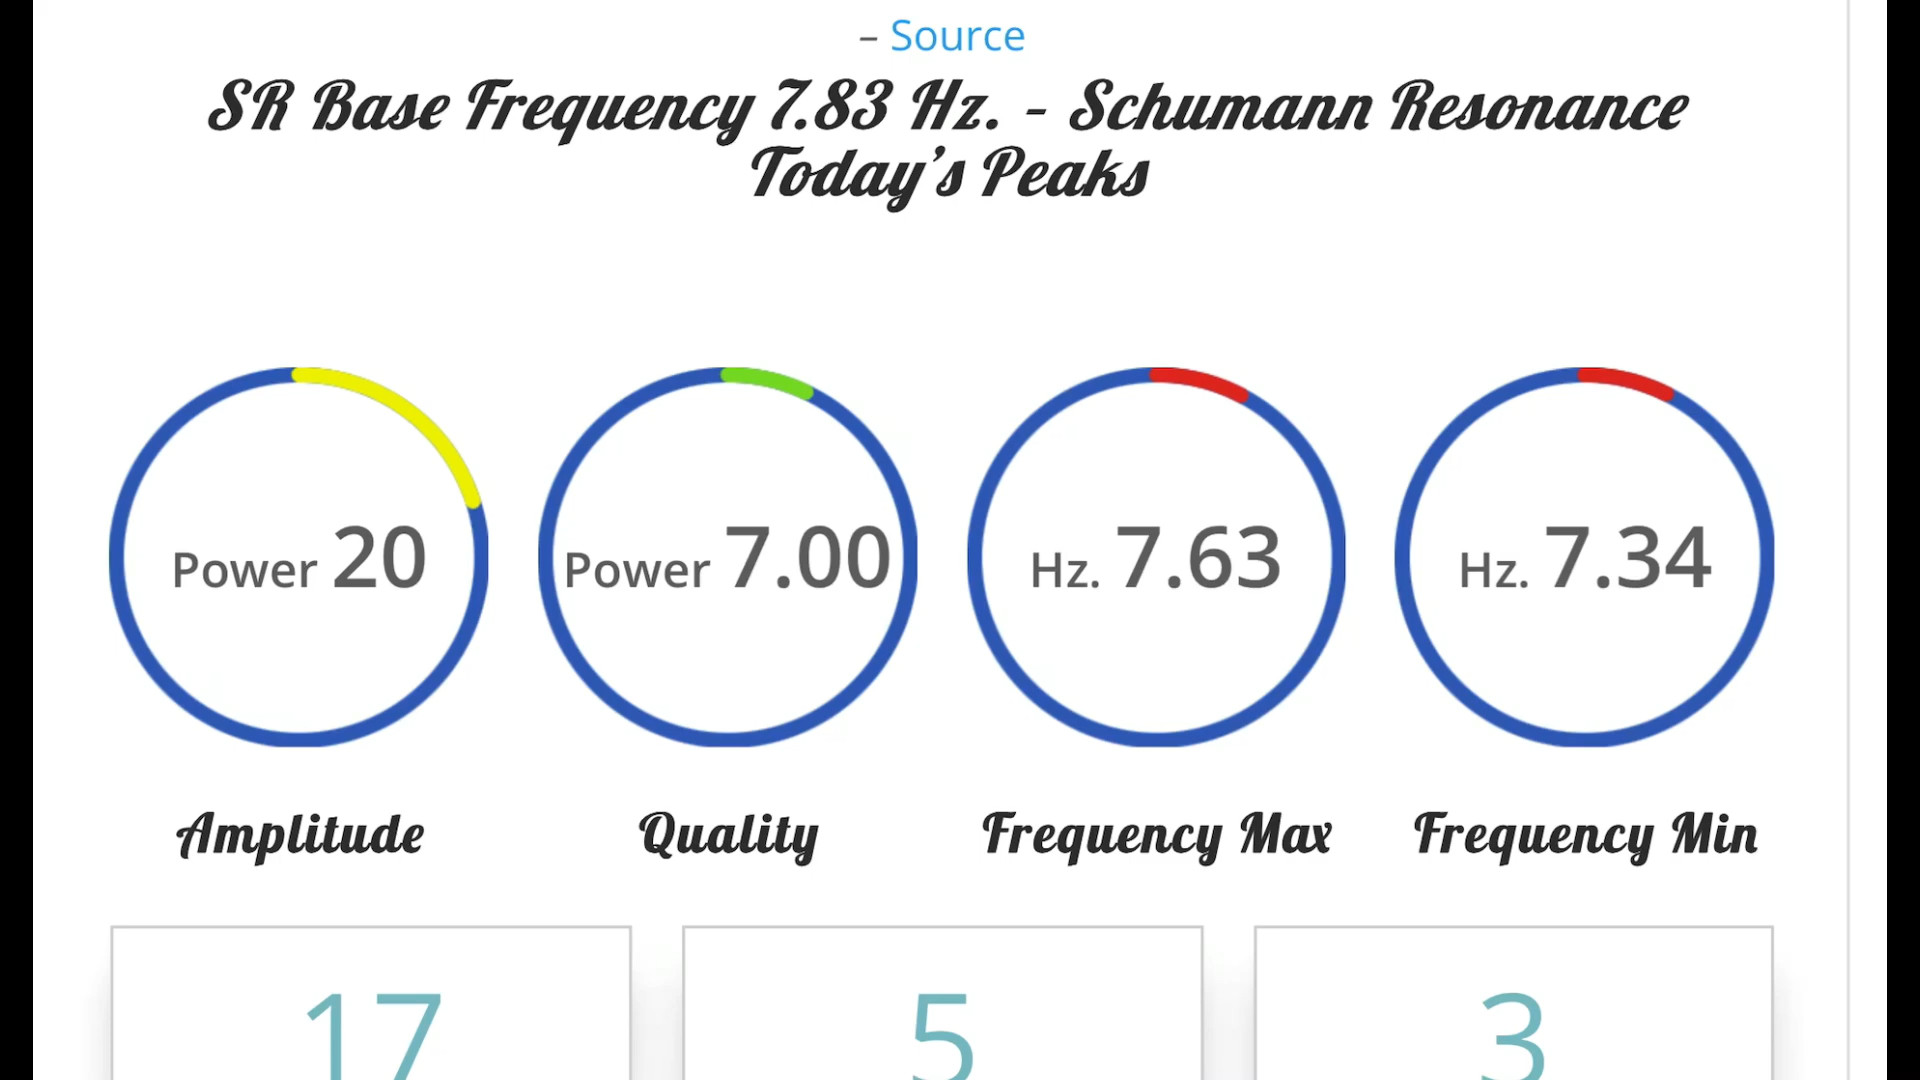 – Source
SR Base Frequency 7.83 Hz. – Schumann Resonance
Today’s Peaks
Power 20
Power 7.00
Hz. 7.63
Hz. 7.34
Amplitude
Quality
Frequency Max
Frequency Min
17
5
3